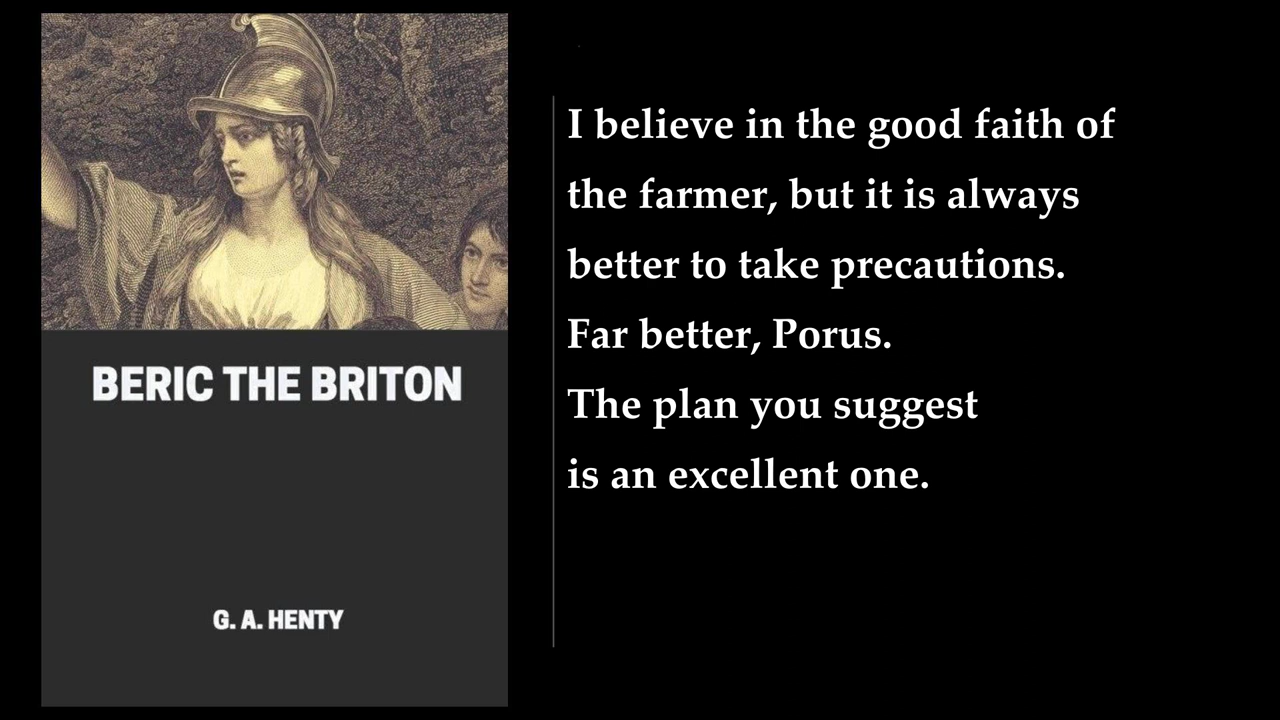 BERIC THE BRITON
G. A. HENTY
I believe in the good faith of
the farmer, but it is always
better to take precautions.
Far better, Porus.
The plan you suggest
is an excellent one.